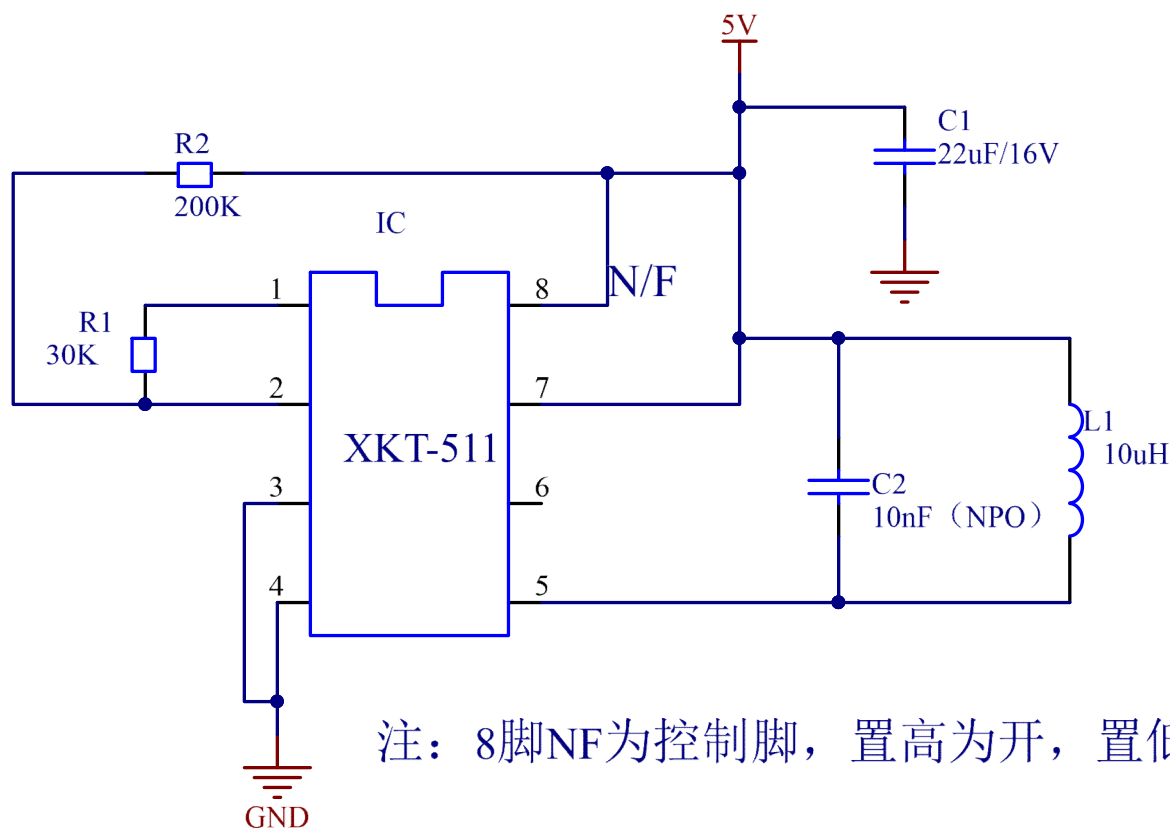 5V
C1
22uF/16V
R2
200K
IC
N/F
1
8
R1
30K
2
7
XKT-511
L1
10uH
3
6
C2
10nF（NPO）
4
5
注：8脚NF为控制脚，置高为开，置低
GND